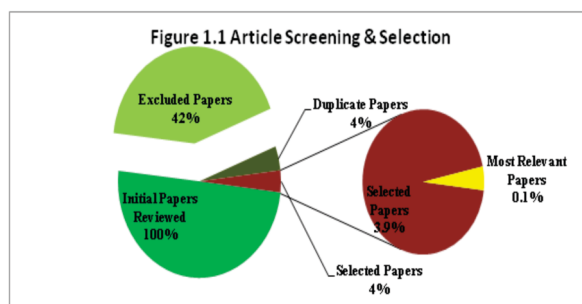 Figure 1.1 Article Screening & Selection
Excluded Papers
42%
Duplicate Papers
4%
Most Relevant
Papers
0.1%
Initial Papers
Reviewed
100%
Selected
Papers
3.9%
Selected Papers
4%